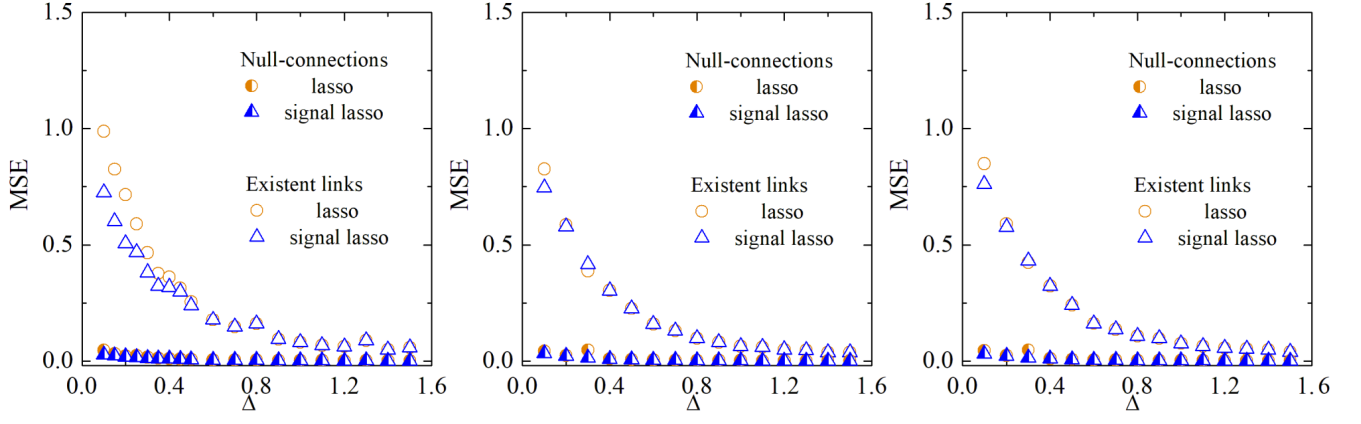 1.5
1.0
0.5
0.0
MSE
Null-connections
lasso
signal lasso
Existent links
lasso
signal lasso
0.0 0.4 0.8 1.2 1.6
Δ
1.5
1.0
0.5
0.0
MSE
Null-connections
lasso
signal lasso
Existent links
lasso
signal lasso
0.0 0.4 0.8 1.2 1.6
Δ
1.5
1.0
0.5
0.0
MSE
Null-connections
lasso
signal lasso
Existent links
lasso
signal lasso
0.0 0.4 0.8 1.2 1.6
Δ